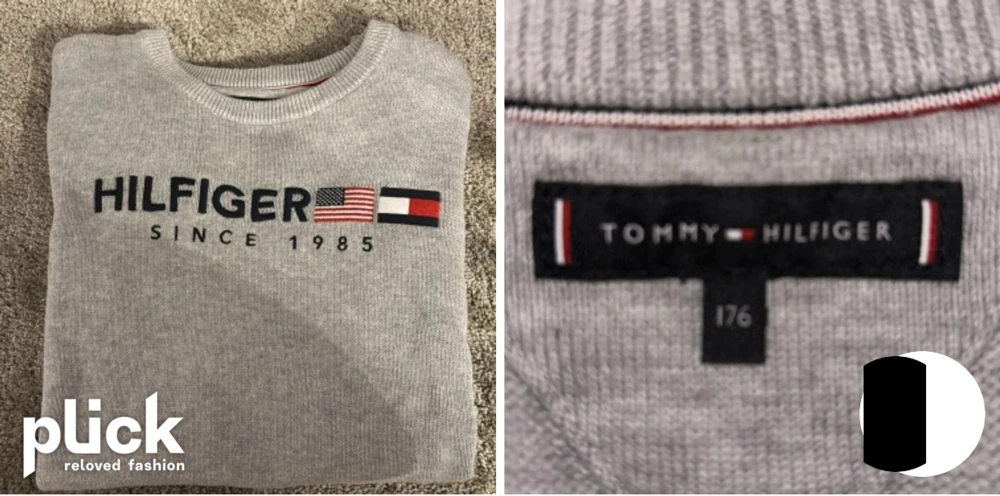 HILFIGER
SINCE 1985
plick
reloved fashion
TOMMY HILFIGER
176